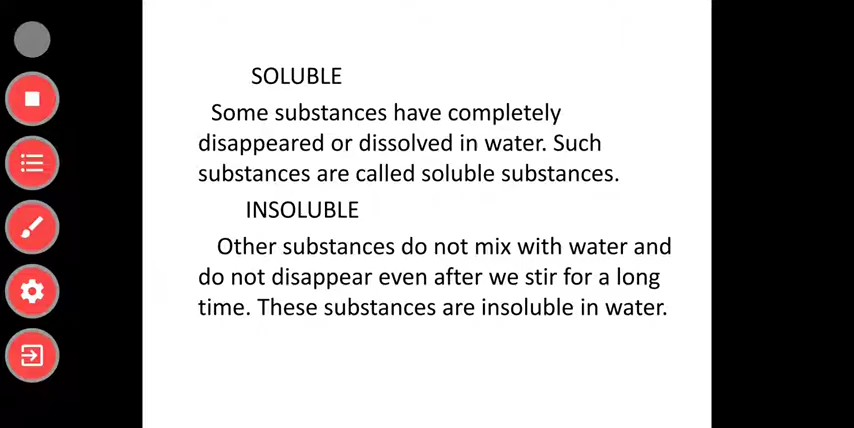 SOLUBLE
Some substances have completely
disappeared or dissolved in water. Such
substances are called soluble substances.
INSOLUBLE
Other substances do not mix with water and
do not disappear even after we stir for a long
time. These substances are insoluble in water.